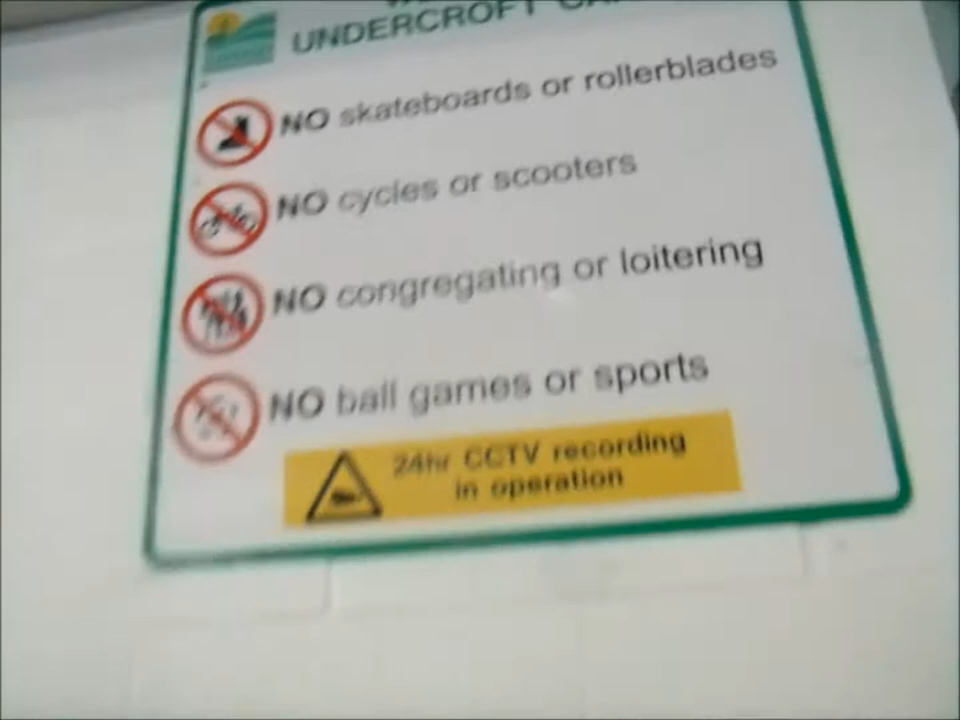 UNDERCROFT
NO skateboards or rollerblades
NO cycles or scooters
NO congregating or loitering
NO ball games or sports
24hr CCTV recording
in operation